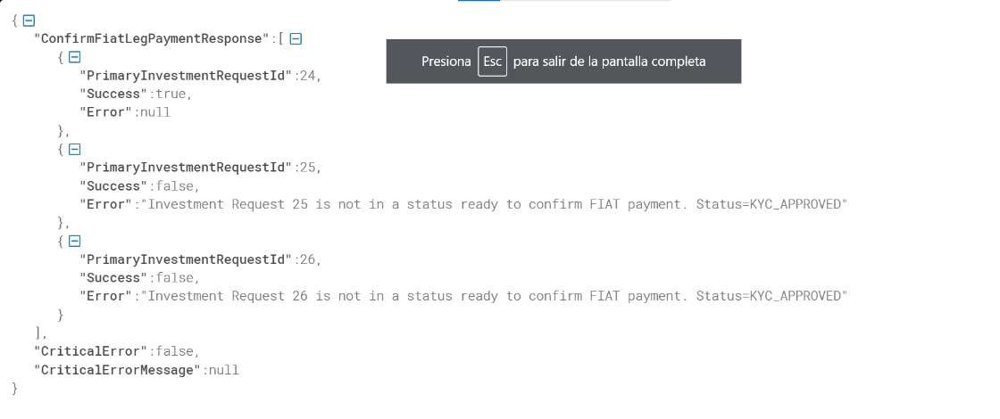 {
"ConfirmFiatLegPaymentResponse":[
Presiona Esc para salir de la pantalla completa
{
"PrimaryInvestmentRequestId":24,
"Success":true,
"Error":null
},
{
"PrimaryInvestmentRequestId":25,
"Success":false,
"Error":"Investment Request 25 is not in a status ready to confirm FIAT payment. Status=KYC_APPROVED"
},
{
"PrimaryInvestmentRequestId":26,
"Success":false,
"Error":"Investment Request 26 is not in a status ready to confirm FIAT payment. Status=KYC_APPROVED"
}
],
"CriticalError":false,
"CriticalErrorMessage":null
}